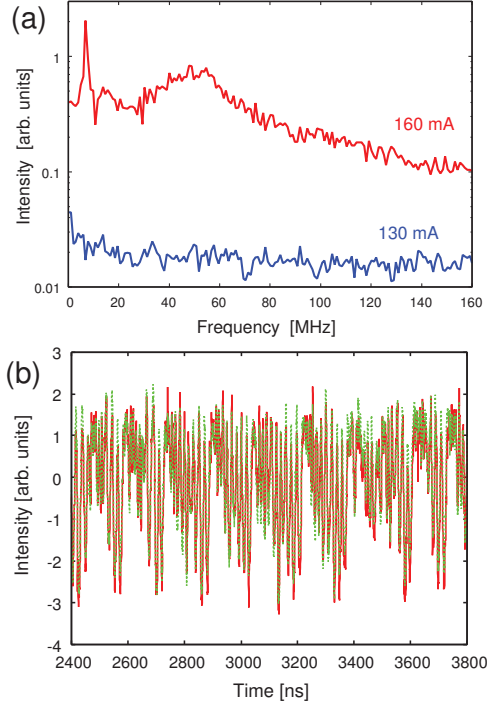 (a)
Intensity [arb. units]
1
0.1
0.01
160 mA
130 mA
0 20 40 60 80 100 120 140 160
Frequency [MHz]
(b)
Intensity [arb. units]
3
2
1
0
-1
-2
-3
-4
2400 2600 2800 3000 3200 3400 3600 3800
Time [ns]